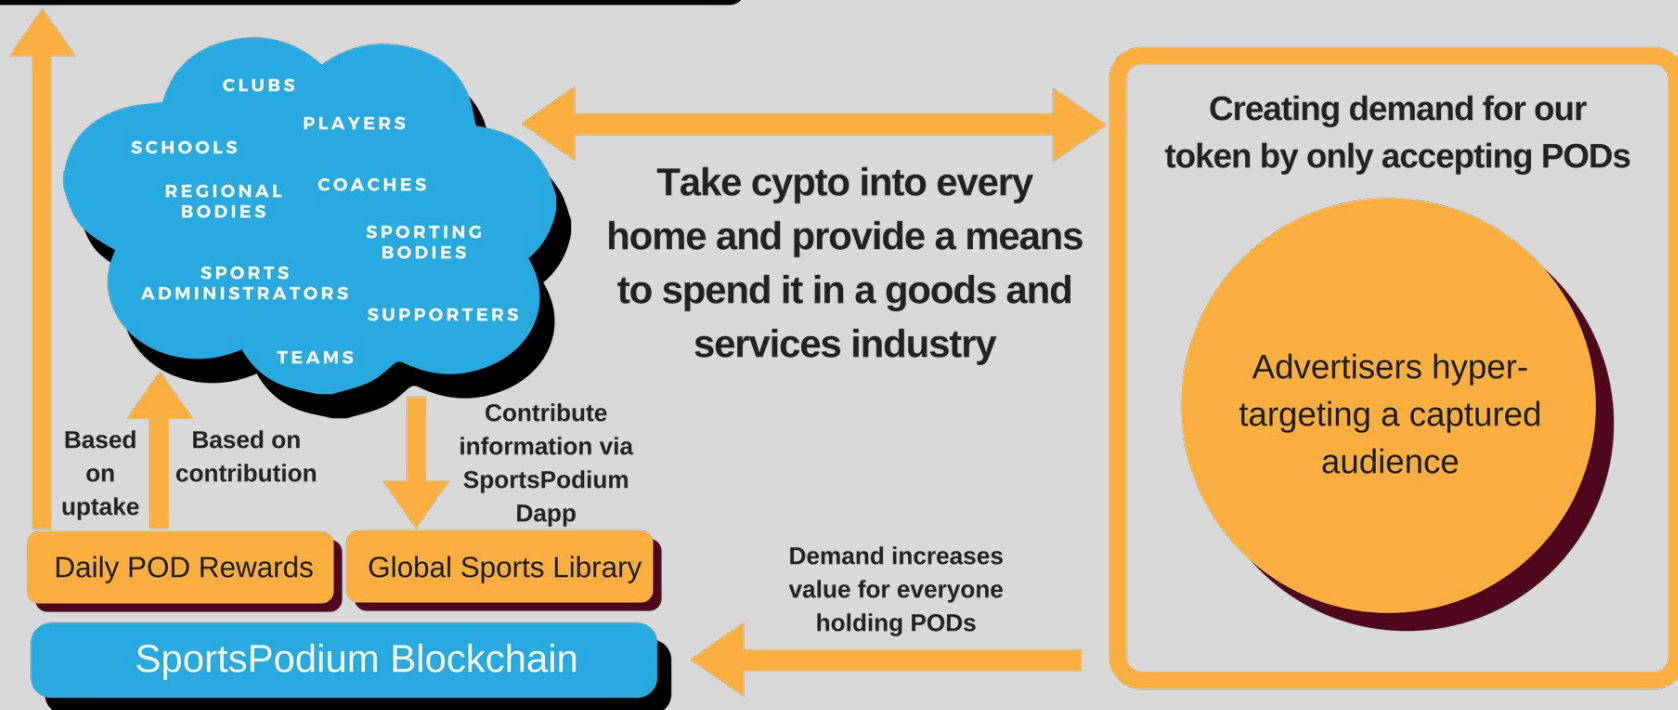 CLUBS
PLAYERS
SCHOOLS
REGIONAL
BODIES
COACHES
SPORTING
BODIES
SPORTS
ADMINISTRATORS
SUPPORTERS
TEAMS
Take cypto into every
home and provide a means
to spend it in a goods and
services industry
Creating demand for our
token by only accepting PODs
Advertisers hyper-
targeting a captured
audience
Based
on
uptake
Based on
contribution
Contribute
information via
SportsPodium
Dapp
Daily POD Rewards
Global Sports Library
Demand increases
value for everyone
holding PODs
SportsPodium Blockchain